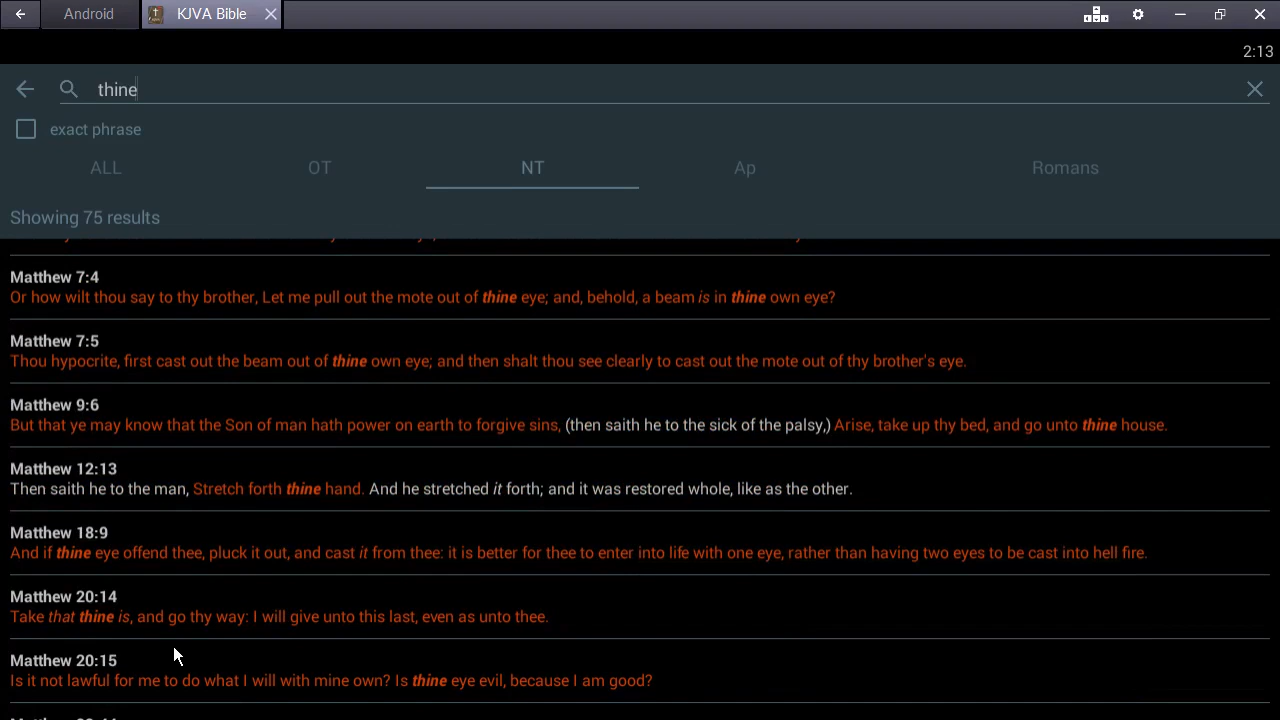 Android
KJVA Bible
2:13
thine
exact phrase
ALL OT NT Ap Romans
Showing 75 results
Matthew 7:4
Or how wilt thou say to thy brother, Let me pull out the mote out of thine eye; and, behold, a beam is in thine own eye?
Matthew 7:5
Thou hypocrite, first cast out the beam out of thine own eye; and then shalt thou see clearly to cast out the mote out of thy brother's eye.
Matthew 9:6
But that ye may know that the Son of man hath power on earth to forgive sins, (then saith he to the sick of the palsy,) Arise, take up thy bed, and go unto thine house.
Matthew 12:13
Then saith he to the man, Stretch forth thine hand. And he stretched it forth; and it was restored whole, like as the other.
Matthew 18:9
And if thine eye offend thee, pluck it out, and cast it from thee: it is better for thee to enter into life with one eye, rather than having two eyes to be cast into hell fire.
Matthew 20:14
Take that thine is, and go thy way: I will give unto this last, even as unto thee.
Matthew 20:15
Is it not lawful for me to do what I will with mine own? Is thine eye evil, because I am good?